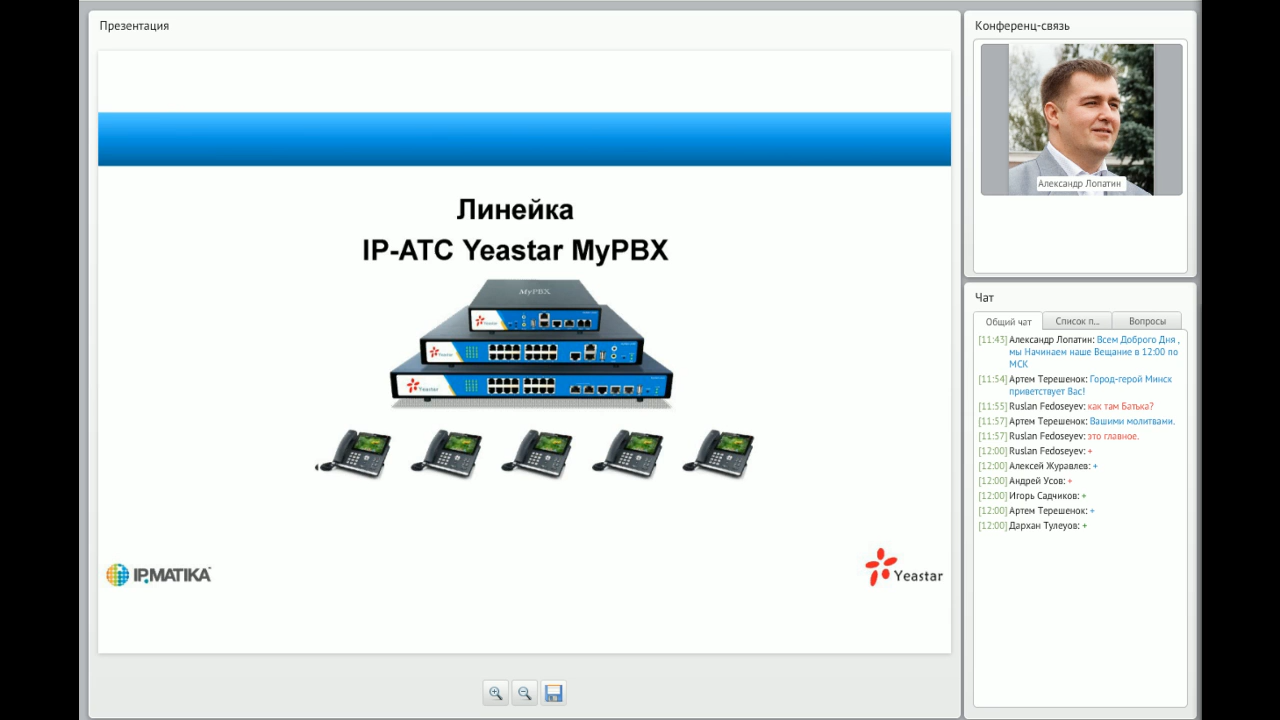 Презентация
Линейка
IP-АТС Yeastar MyPBX
MyPBX
Yeastar
Yeastar
Yeastar
IPMATIKA
Yeastar
Конференц-связь
Александр Лопатин
Чат
Общий чат
Список п...
Вопросы
[11:43] Александр Лопатин: Всем Доброго Дня ,
мы Начинаем наше Вещание в 12:00 по
МСК
[11:54] Артем Терешенок: Город-герой Минск
приветствует Вас!
[11:55] Ruslan Fedoseyev: как там Батька?
[11:57] Артем Терешенок: Вашими молитвами.
[11:57] Ruslan Fedoseyev: это главное.
[12:00] Ruslan Fedoseyev: +
[12:00] Алексей Журавлев: +
[12:00] Андрей Усов: +
[12:00] Игорь Садчиков: +
[12:00] Артем Терешенок: +
[12:00] Дархан Тулеуов: +